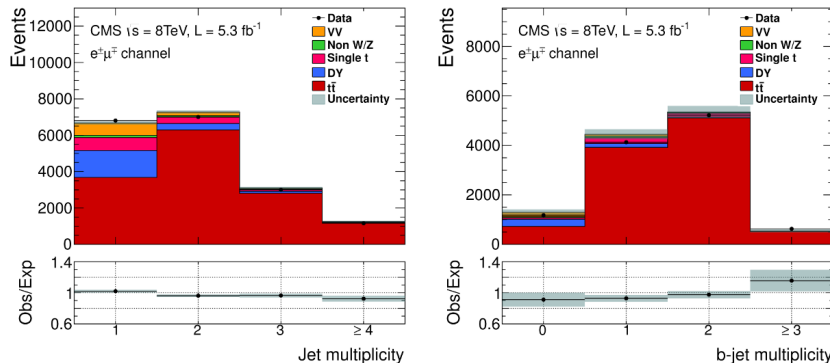 CMS √s = 8TeV, L = 5.3 fb⁻¹
e±μ∓ channel
Data
VV
Non W/Z
Single t
DY
tt̄
Uncertainty
Events
12000
10000
8000
6000
4000
2000
0
Obs/Exp
1.4
1
0.6
1 2 3 ≥ 4
Jet multiplicity
CMS √s = 8TeV, L = 5.3 fb⁻¹
e±μ∓ channel
Data
VV
Non W/Z
Single t
DY
tt̄
Uncertainty
Events
8000
6000
4000
2000
0
Obs/Exp
1.4
1
0.6
0 1 2 ≥ 3
b-jet multiplicity